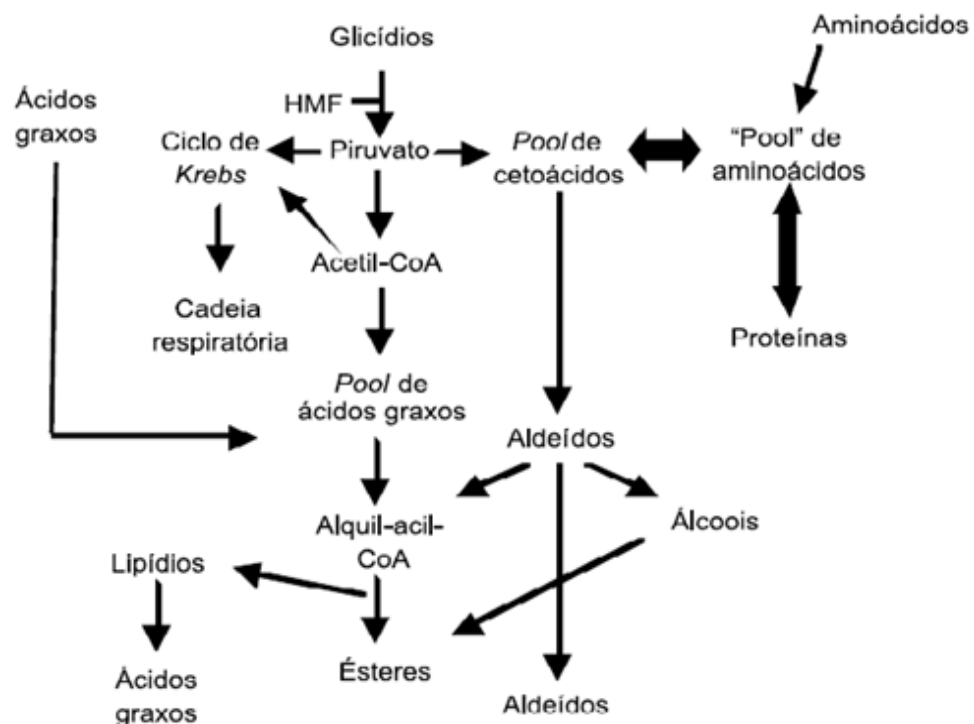 Glicídios
Aminoácidos
HMF
Ácidos
graxos
Ciclo de
Krebs
Piruvato
Pool de
cetoácidos
“Pool” de
aminoácidos
Acetil-CoA
Cadeia
respiratória
Proteínas
Pool de
ácidos graxos
Aldeídos
Alquil-acil-
CoA
Álcoois
Lipídios
Ésteres
Ácidos
graxos
Aldeídos